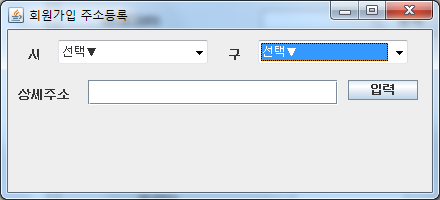 회원가입 주소등록
시 선택▼ 구 선택▼
상세주소 입력